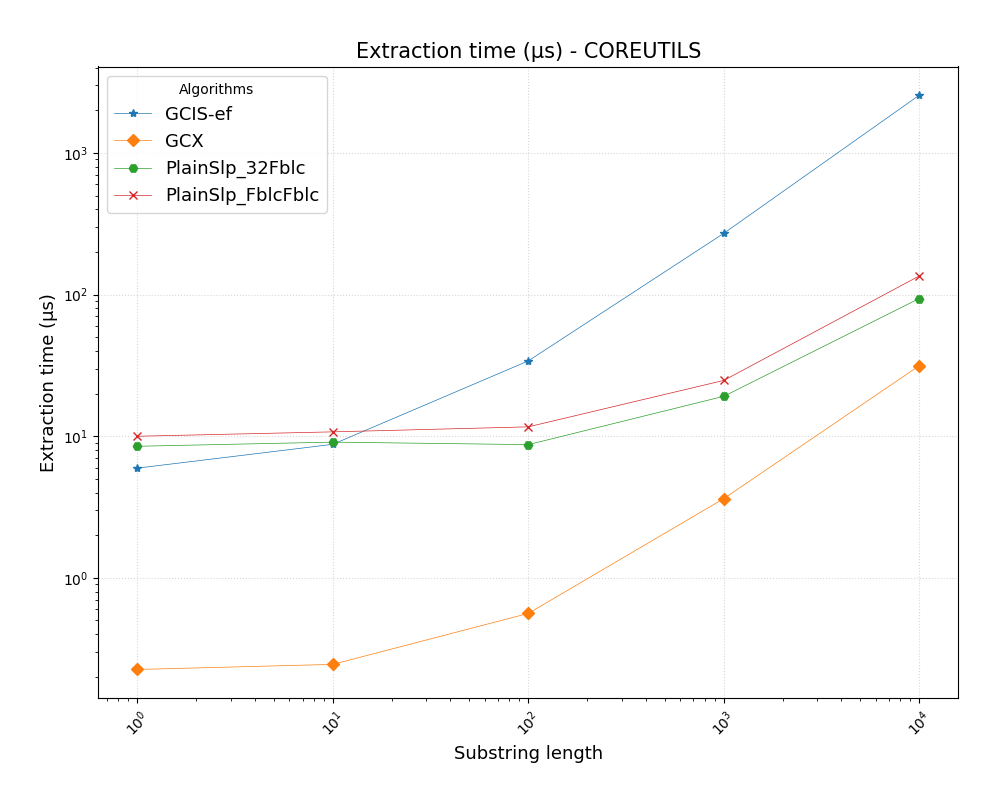 Extraction time (μs) - COREUTILS
Algorithms
GCIS-ef
GCX
PlainSlp_32Fblc
PlainSlp_FblcFblc
Extraction time (μs)
10³
10²
10¹
10⁰
10⁰ 10¹ 10² 10³ 10⁴
Substring length